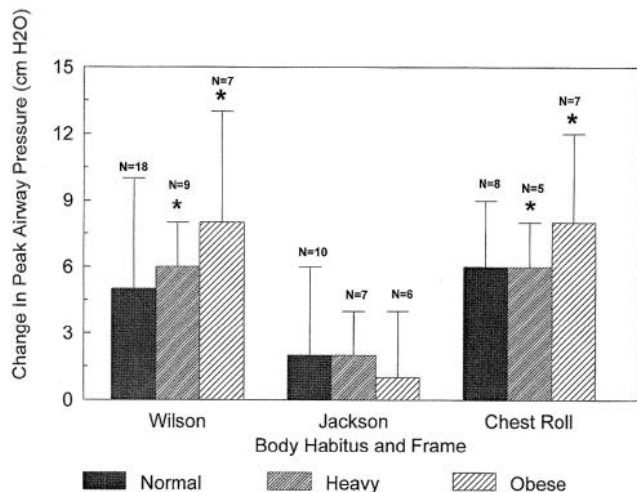 Change In Peak Airway Pressure (cm H2O)
15
12
9
6
3
0
N=18
N=9
*
N=7
*
N=10
N=7
N=6
N=8
N=5
*
N=7
*
Wilson Jackson Chest Roll
Body Habitus and Frame
Normal Heavy Obese